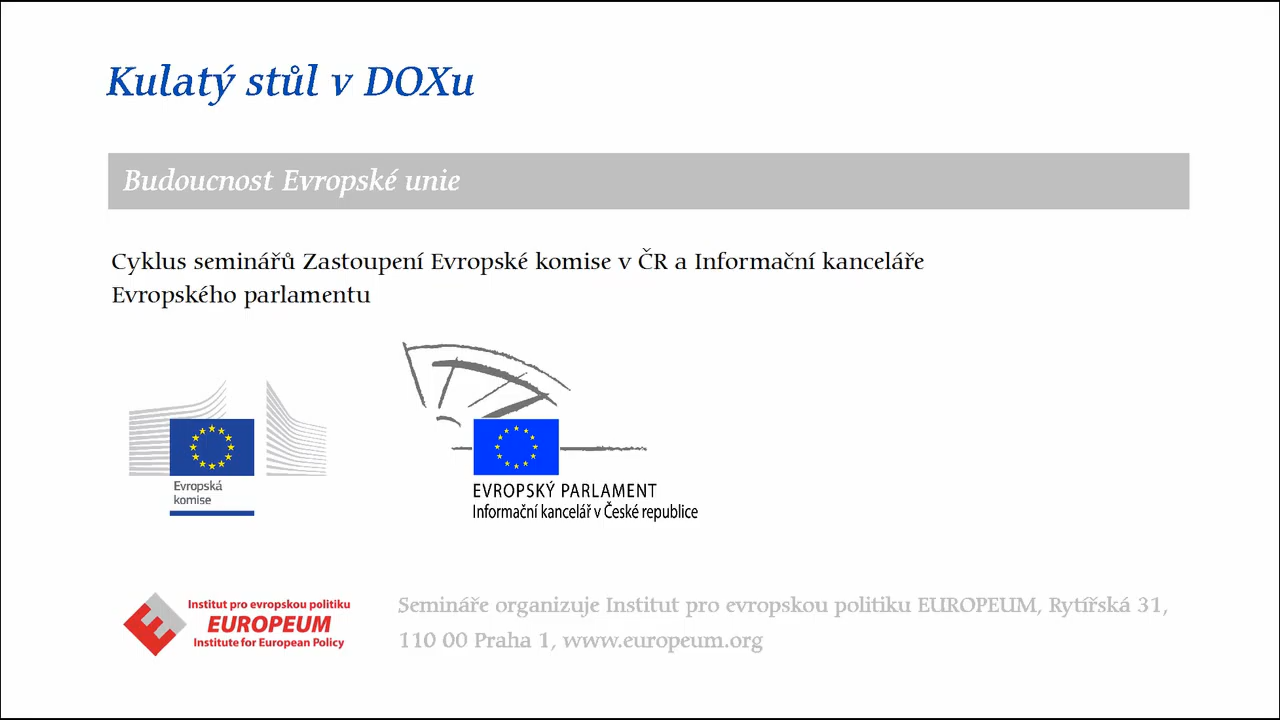 Kulatý stůl v DOXu
Budoucnost Evropské unie
Cyklus seminářů Zastoupení Evropské komise v ČR a Informační kanceláře
Evropského parlamentu
Evropská
komise
EVROPSKÝ PARLAMENT
Informační kancelář v České republice
Institut pro evropskou politiku
EUROPEUM
Institute for European Policy
Semináře organizuje Institut pro evropskou politiku EUROPEUM, Rytířská 31,
110 00 Praha 1, www.europeum.org